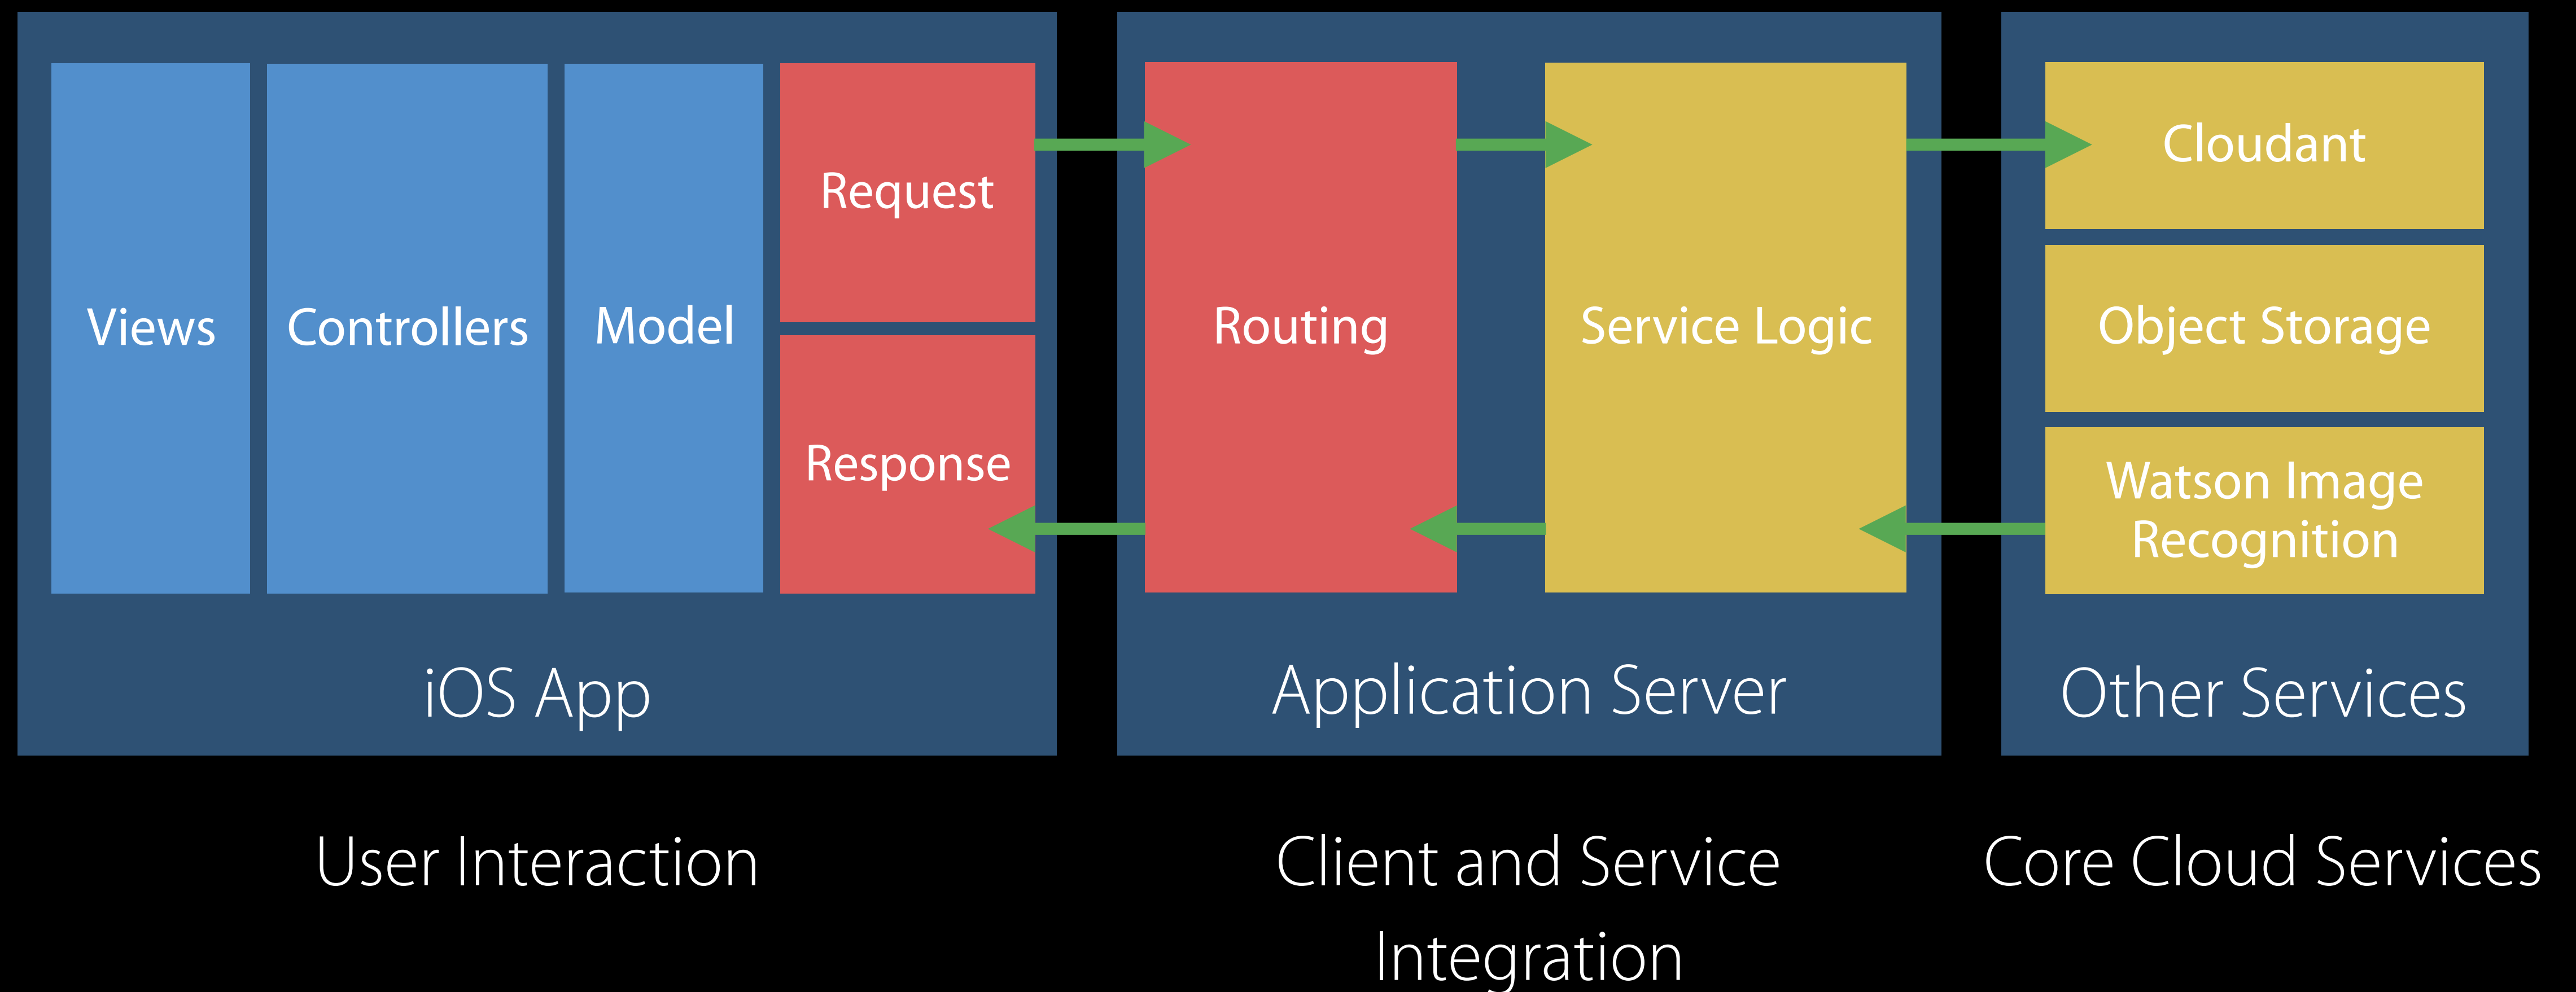 Views
Controllers
Model
Request
Response
Routing
Service Logic
Cloudant
Object Storage
Watson Image
Recognition
iOS App
Application Server
Other Services
User Interaction
Client and Service
Integration
Core Cloud Services